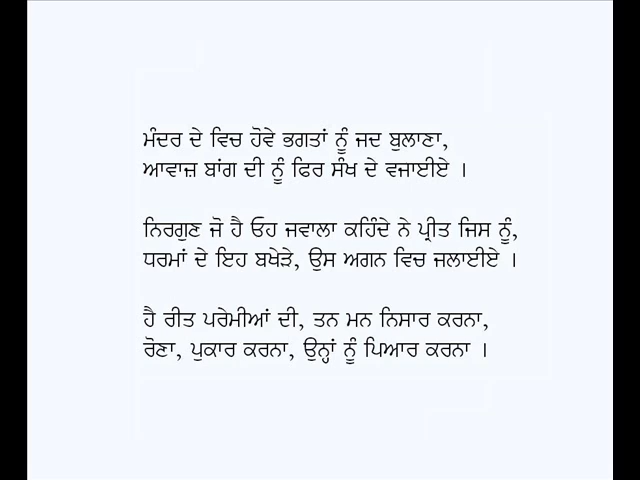 ਮੰਦਰ ਦੇ ਵਿਚ ਹੋਵੇ ਭਗਤਾਂ ਨੂੰ ਜਦ ਬੁਲਾਣਾ,
ਆਵਾਜ਼ ਬਾਂਗ ਦੀ ਨੂੰ ਫਿਰ ਸੰਖ ਦੇ ਵਜਾਈਏ ।
ਨਿਰਗੁਣ ਜੋ ਹੈ ਓਹ ਜਵਾਲਾ ਕਹਿੰਦੇ ਨੇ ਪ੍ਰੀਤ ਜਿਸ ਨੂੰ,
ਧਰਮਾਂ ਦੇ ਇਹ ਬਖੇੜੇ, ਉਸ ਅਗਨ ਵਿਚ ਜਲਾਈਏ ।
ਹੈ ਰੀਤ ਪਰੇਮੀਆਂ ਦੀ, ਤਨ ਮਨ ਨਿਸਾਰ ਕਰਨਾ,
ਰੋਣਾ, ਪੁਕਾਰ ਕਰਨਾ, ਉਨ੍ਹਾਂ ਨੂੰ ਪਿਆਰ ਕਰਨਾ ।